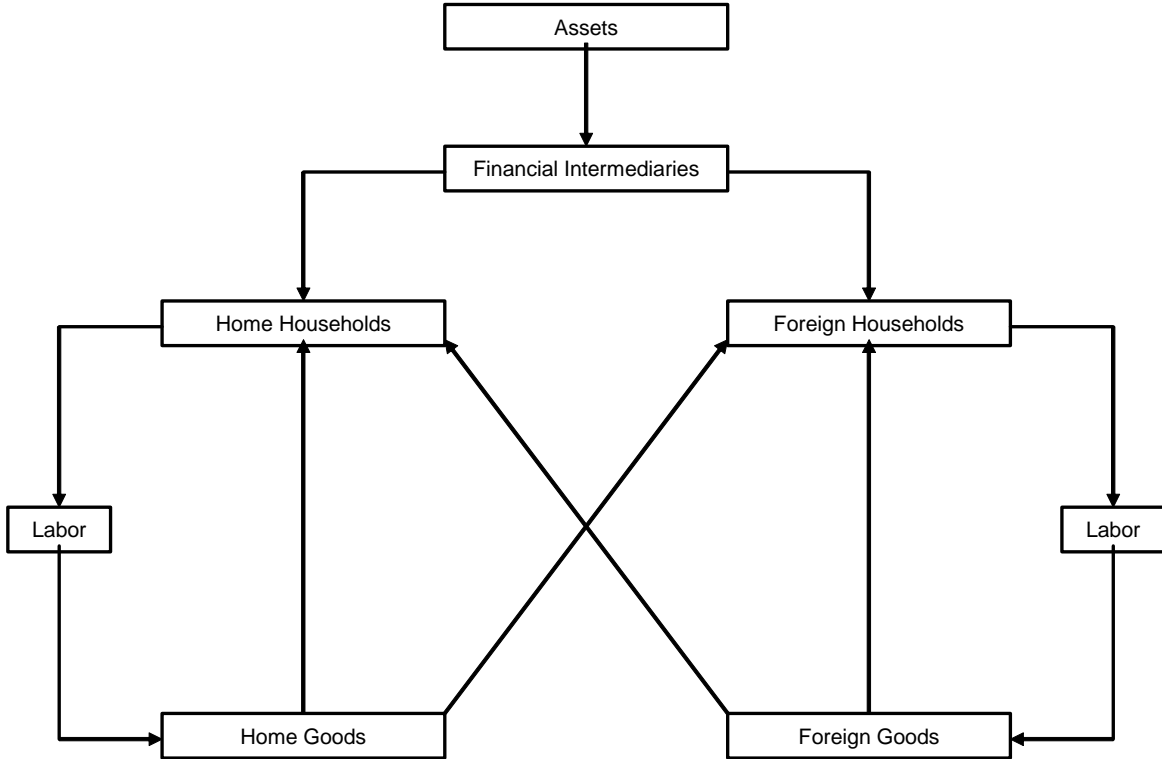 Assets
Financial Intermediaries
Home Households
Foreign Households
Labor
Labor
Home Goods
Foreign Goods